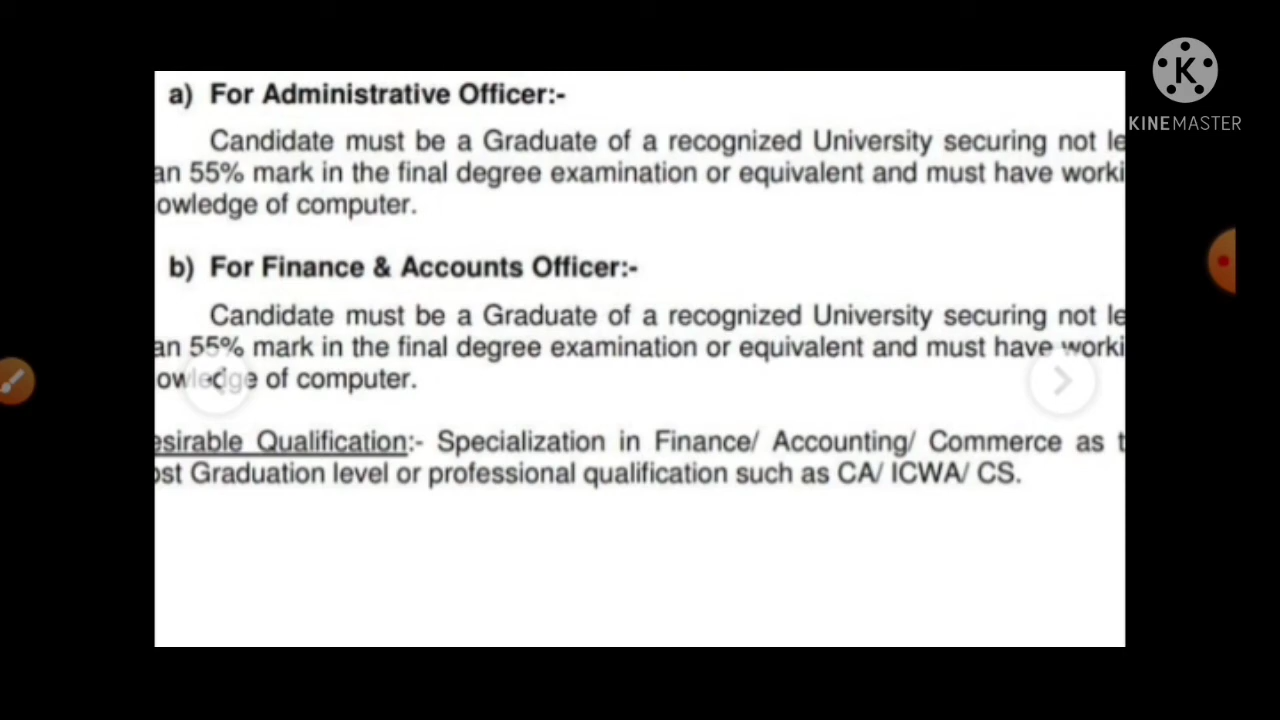 a) For Administrative Officer:-
Candidate must be a Graduate of a recognized University securing not le
an 55% mark in the final degree examination or equivalent and must have worki
owledge of computer.
b) For Finance & Accounts Officer:-
Candidate must be a Graduate of a recognized University securing not le
an 55% mark in the final degree examination or equivalent and must have worki
owledge of computer.
esirable Qualification:- Specialization in Finance/ Accounting/ Commerce as t
ost Graduation level or professional qualification such as CA/ ICWA/ CS.
K
KINEMASTER